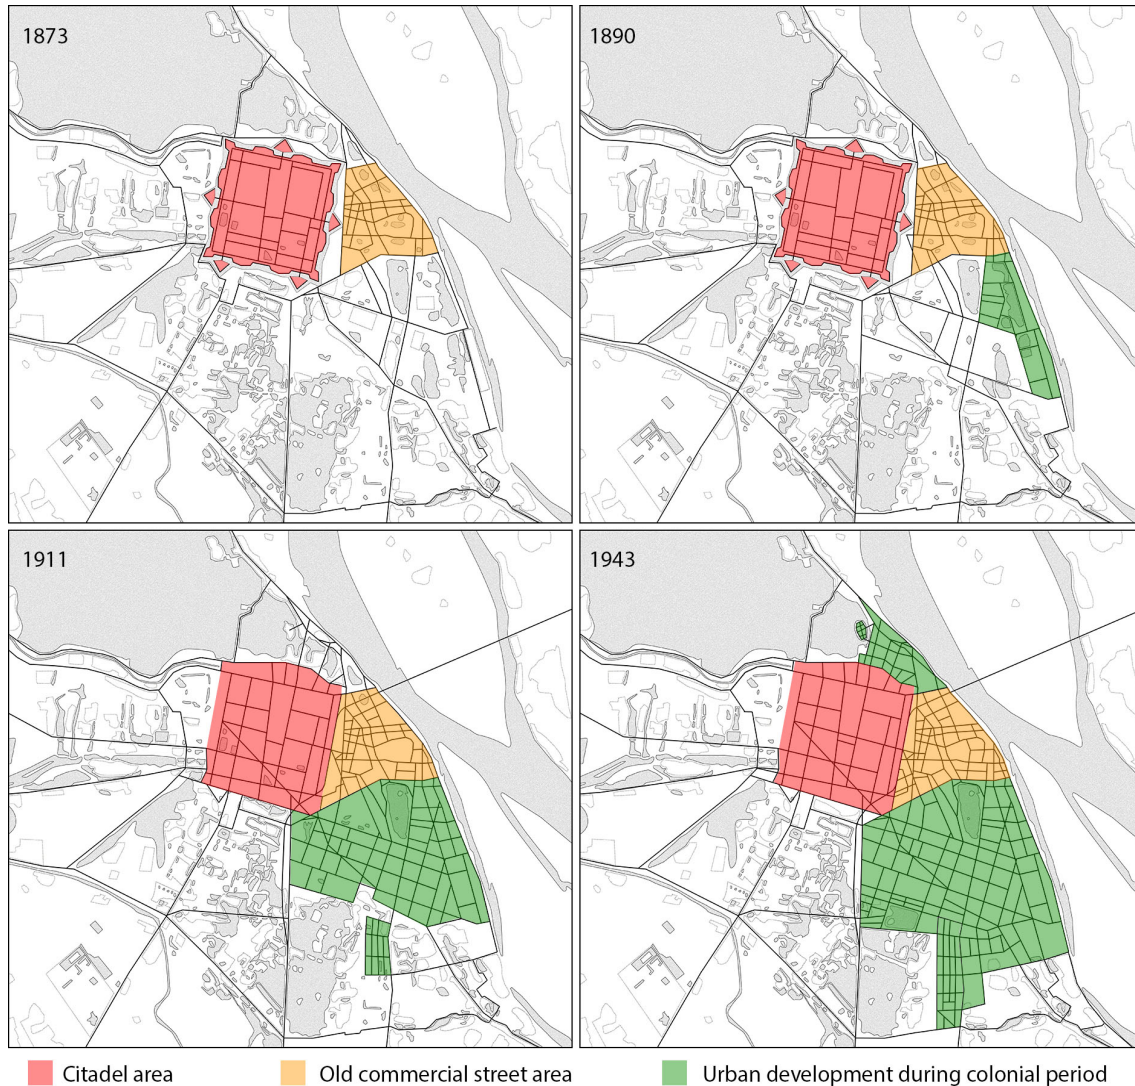 1873
1890
1911
1943
Citadel area
Old commercial street area
Urban development during colonial period